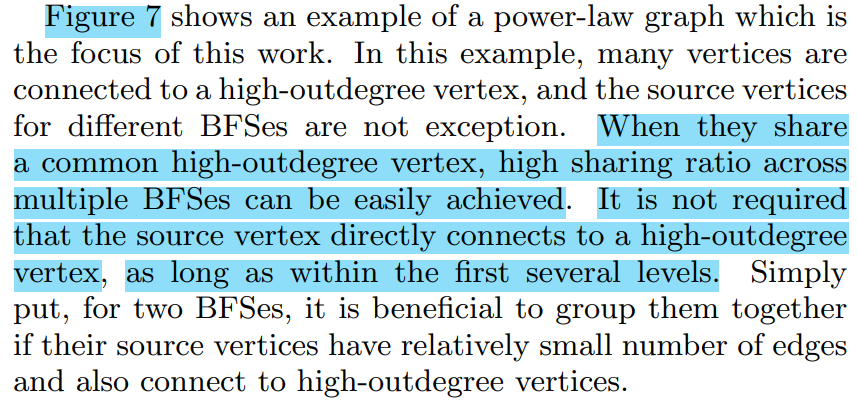 Figure 7 shows an example of a power-law graph which is
the focus of this work. In this example, many vertices are
connected to a high-outdegree vertex, and the source vertices
for different BFSes are not exception. When they share
a common high-outdegree vertex, high sharing ratio across
multiple BFSes can be easily achieved. It is not required
that the source vertex directly connects to a high-outdegree
vertex, as long as within the first several levels. Simply
put, for two BFSes, it is beneficial to group them together
if their source vertices have relatively small number of edges
and also connect to high-outdegree vertices.